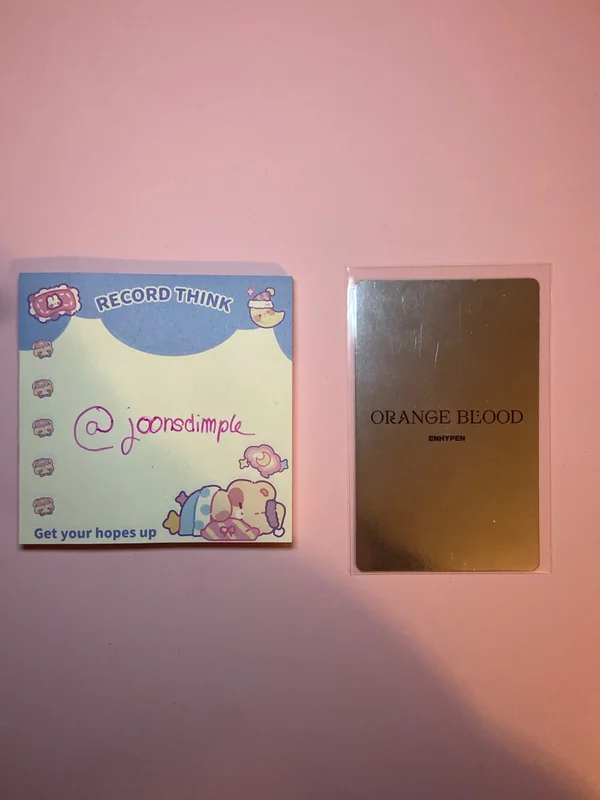 RECORD THINK
@joonsdimple
Get your hopes up
ORANGE BLOOD
ENHYPEN